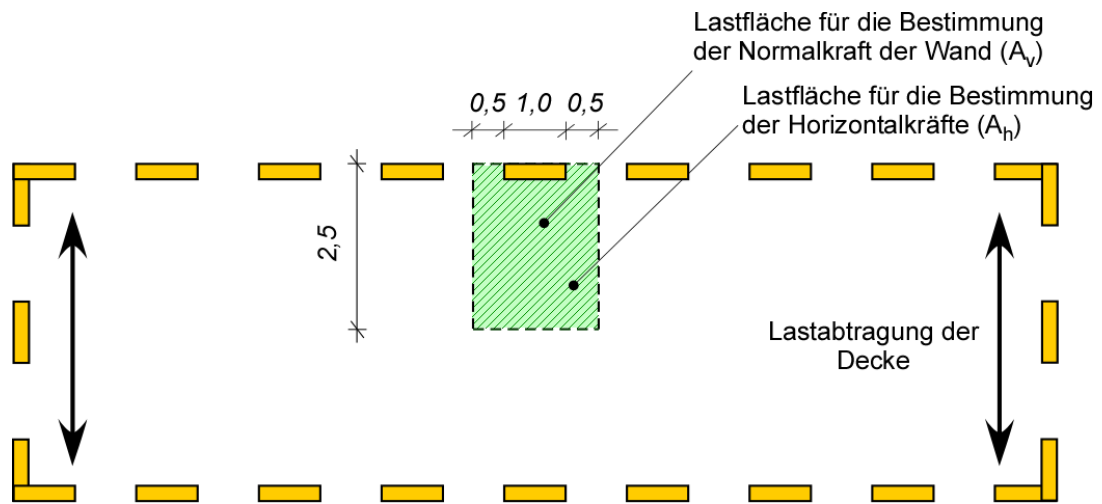 Lastfläche für die Bestimmung
der Normalkraft der Wand (Av)
0,5 1,0 0,5
Lastfläche für die Bestimmung
der Horizontalkräfte (Ah)
2,5
Lastabtragung der
Decke